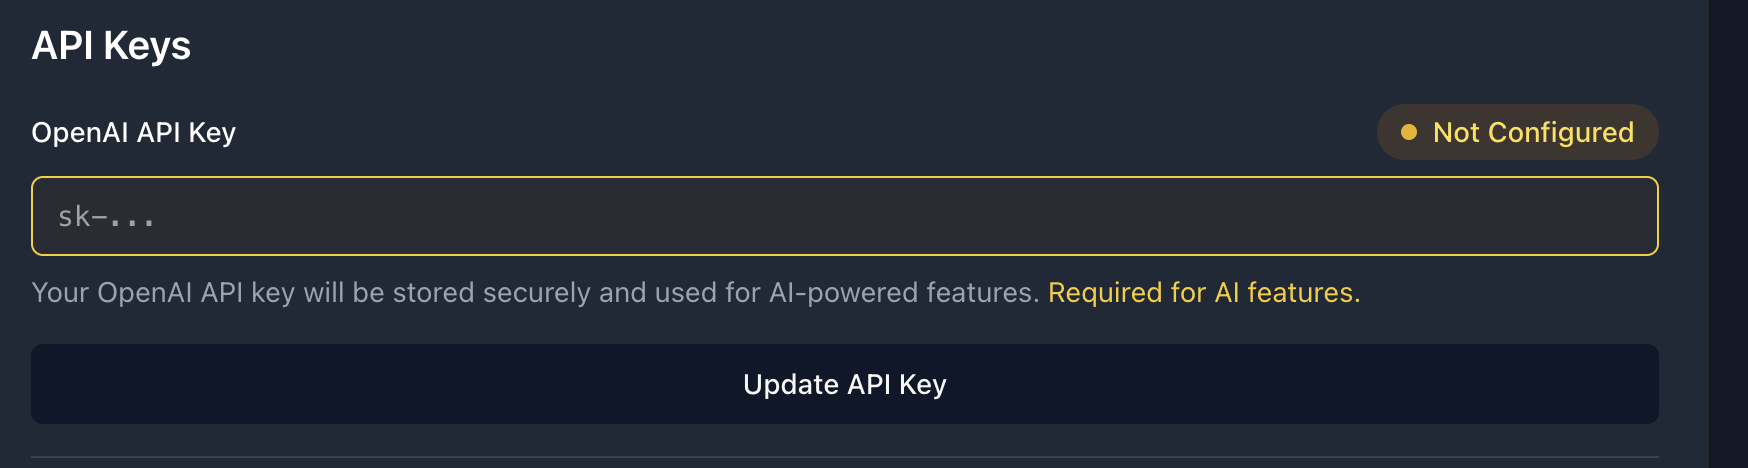 API Keys
OpenAI API Key
Not Configured
sk-...
Your OpenAI API key will be stored securely and used for AI-powered features. Required for AI features.
Update API Key